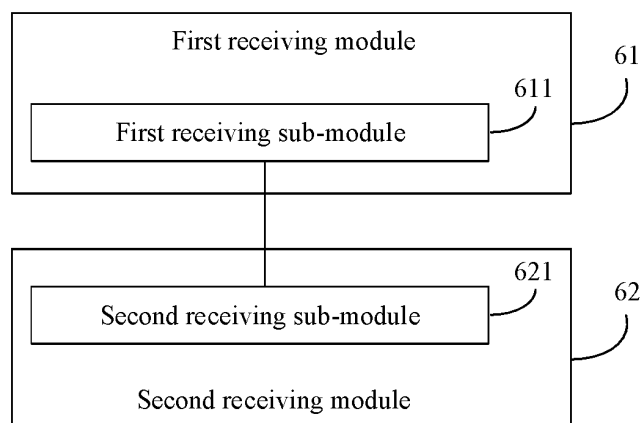 First receiving module
61
611
First receiving sub-module
621
Second receiving sub-module
62
Second receiving module